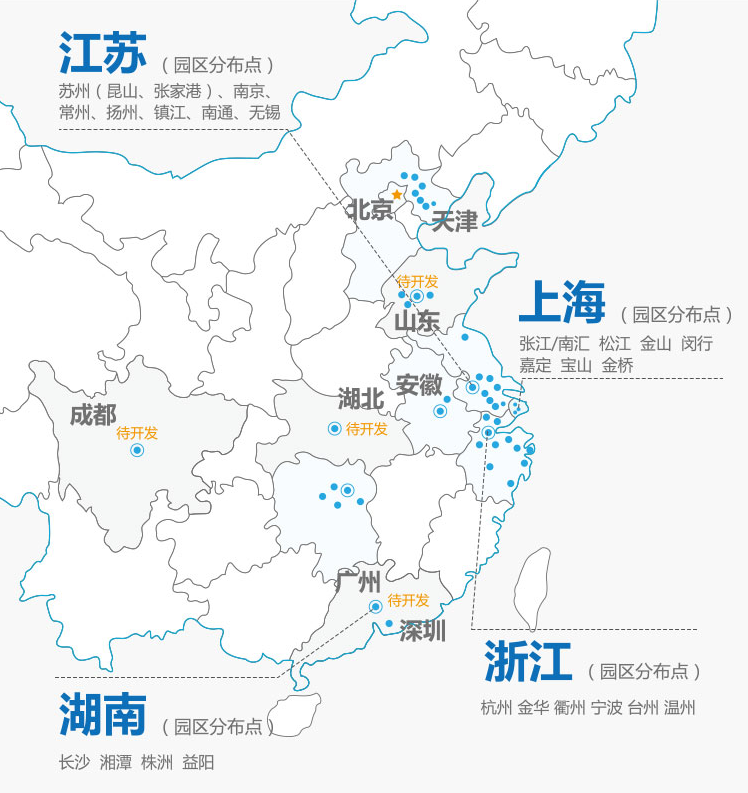 江苏（园区分布点）
苏州（昆山、张家港）、南京、
常州、扬州、镇江、南通、无锡
北京
天津
待开发
山东
上海（园区分布点）
张江/南汇 松江 金山 闵行
嘉定 宝山 金桥
安徽
湖北
待开发
成都
待开发
广州
待开发
深圳
浙江（园区分布点）
杭州 金华 衢州 宁波 台州 温州
湖南（园区分布点）
长沙 湘潭 株洲 益阳